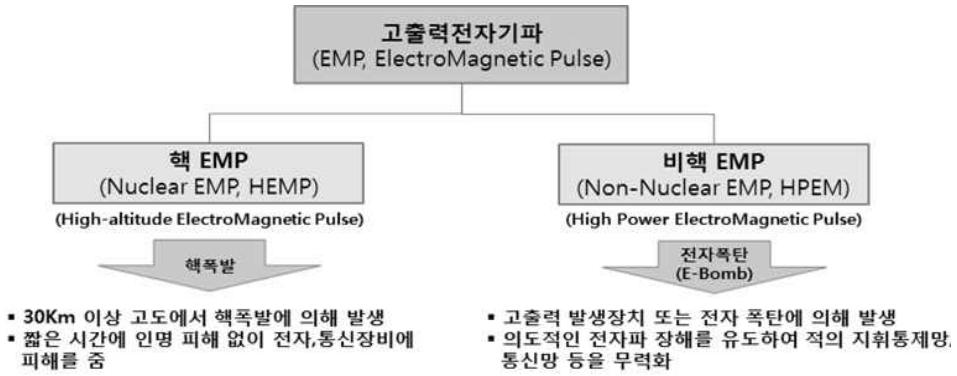 고출력전자기파
(EMP, ElectroMagnetic Pulse)
핵 EMP
(Nuclear EMP, HEMP)
(High-altitude ElectroMagnetic Pulse)
핵폭발
▪ 30Km 이상 고도에서 핵폭발에 의해 발생
▪ 짧은 시간에 인명 피해 없이 전자,통신장비에
피해를 줌
비핵 EMP
(Non-Nuclear EMP, HPEM)
(High Power ElectroMagnetic Pulse)
전자폭탄
(E-Bomb)
▪ 고출력 발생장치 또는 전자 폭탄에 의해 발생
▪ 의도적인 전자파 장해를 유도하여 적의 지휘통제망,
통신망 등을 무력화